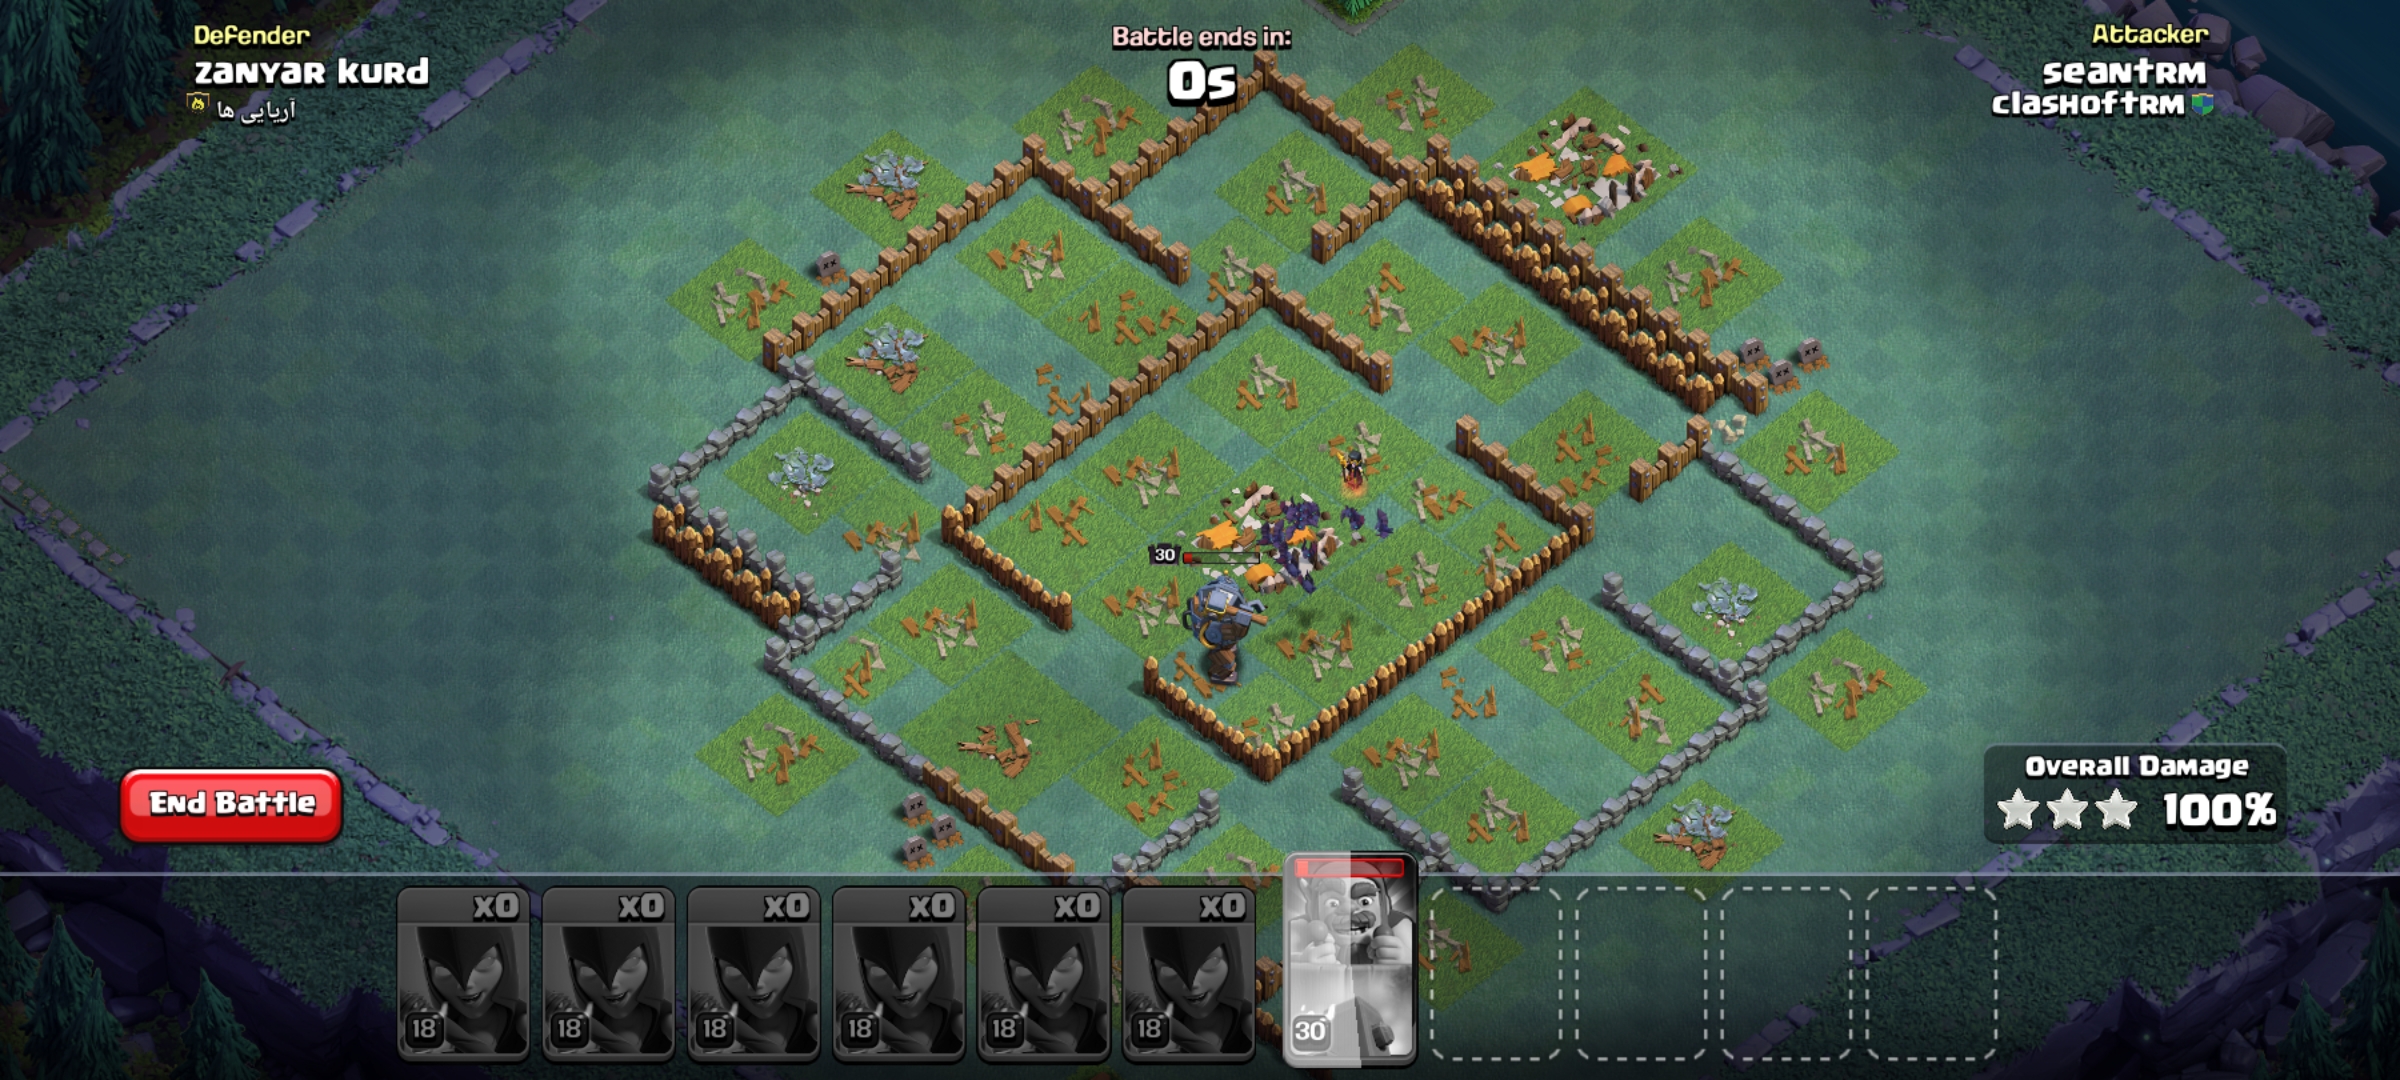 Defender
zanyar kurd
آریایی ها
Battle ends in:
0s
Attacker
seantrm
clashoftrm
30
End Battle
Overall Damage
100%
x0
x0
x0
x0
x0
x0
18
18
18
18
18
18
30